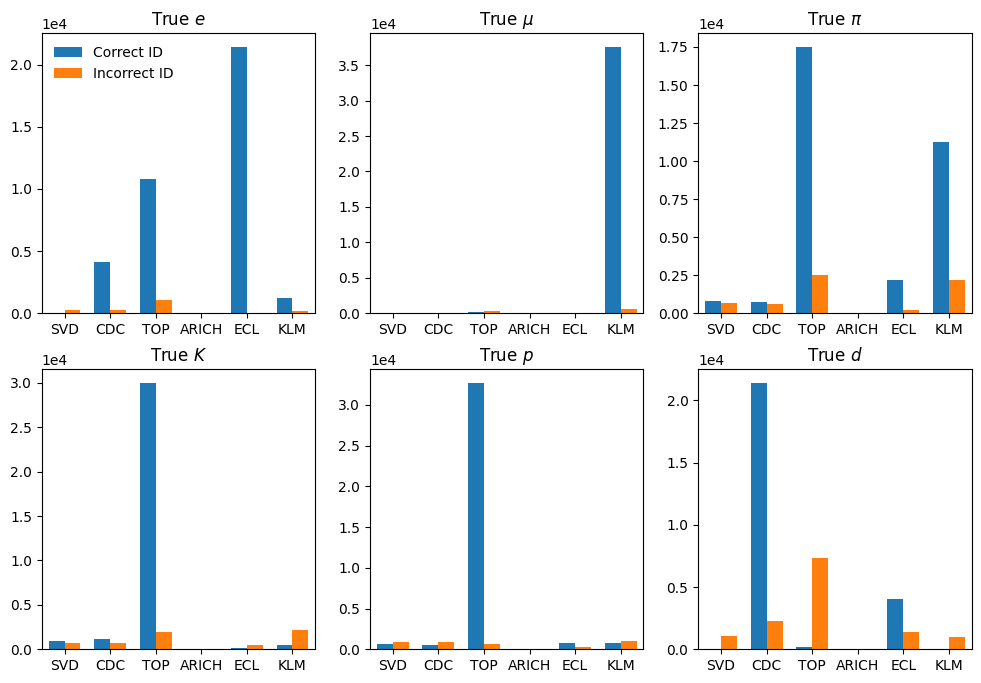 True e
1e4
2.0
1.5
1.0
0.5
0.0
Correct ID
Incorrect ID
SVD CDC TOP ARICH ECL KLM
True μ
1e4
3.5
3.0
2.5
2.0
1.5
1.0
0.5
0.0
SVD CDC TOP ARICH ECL KLM
True π
1e4
1.75
1.50
1.25
1.00
0.75
0.50
0.25
0.00
SVD CDC TOP ARICH ECL KLM
True K
1e4
3.0
2.5
2.0
1.5
1.0
0.5
0.0
SVD CDC TOP ARICH ECL KLM
True p
1e4
3.0
2.5
2.0
1.5
1.0
0.5
0.0
SVD CDC TOP ARICH ECL KLM
True d
1e4
2.0
1.5
1.0
0.5
0.0
SVD CDC TOP ARICH ECL KLM